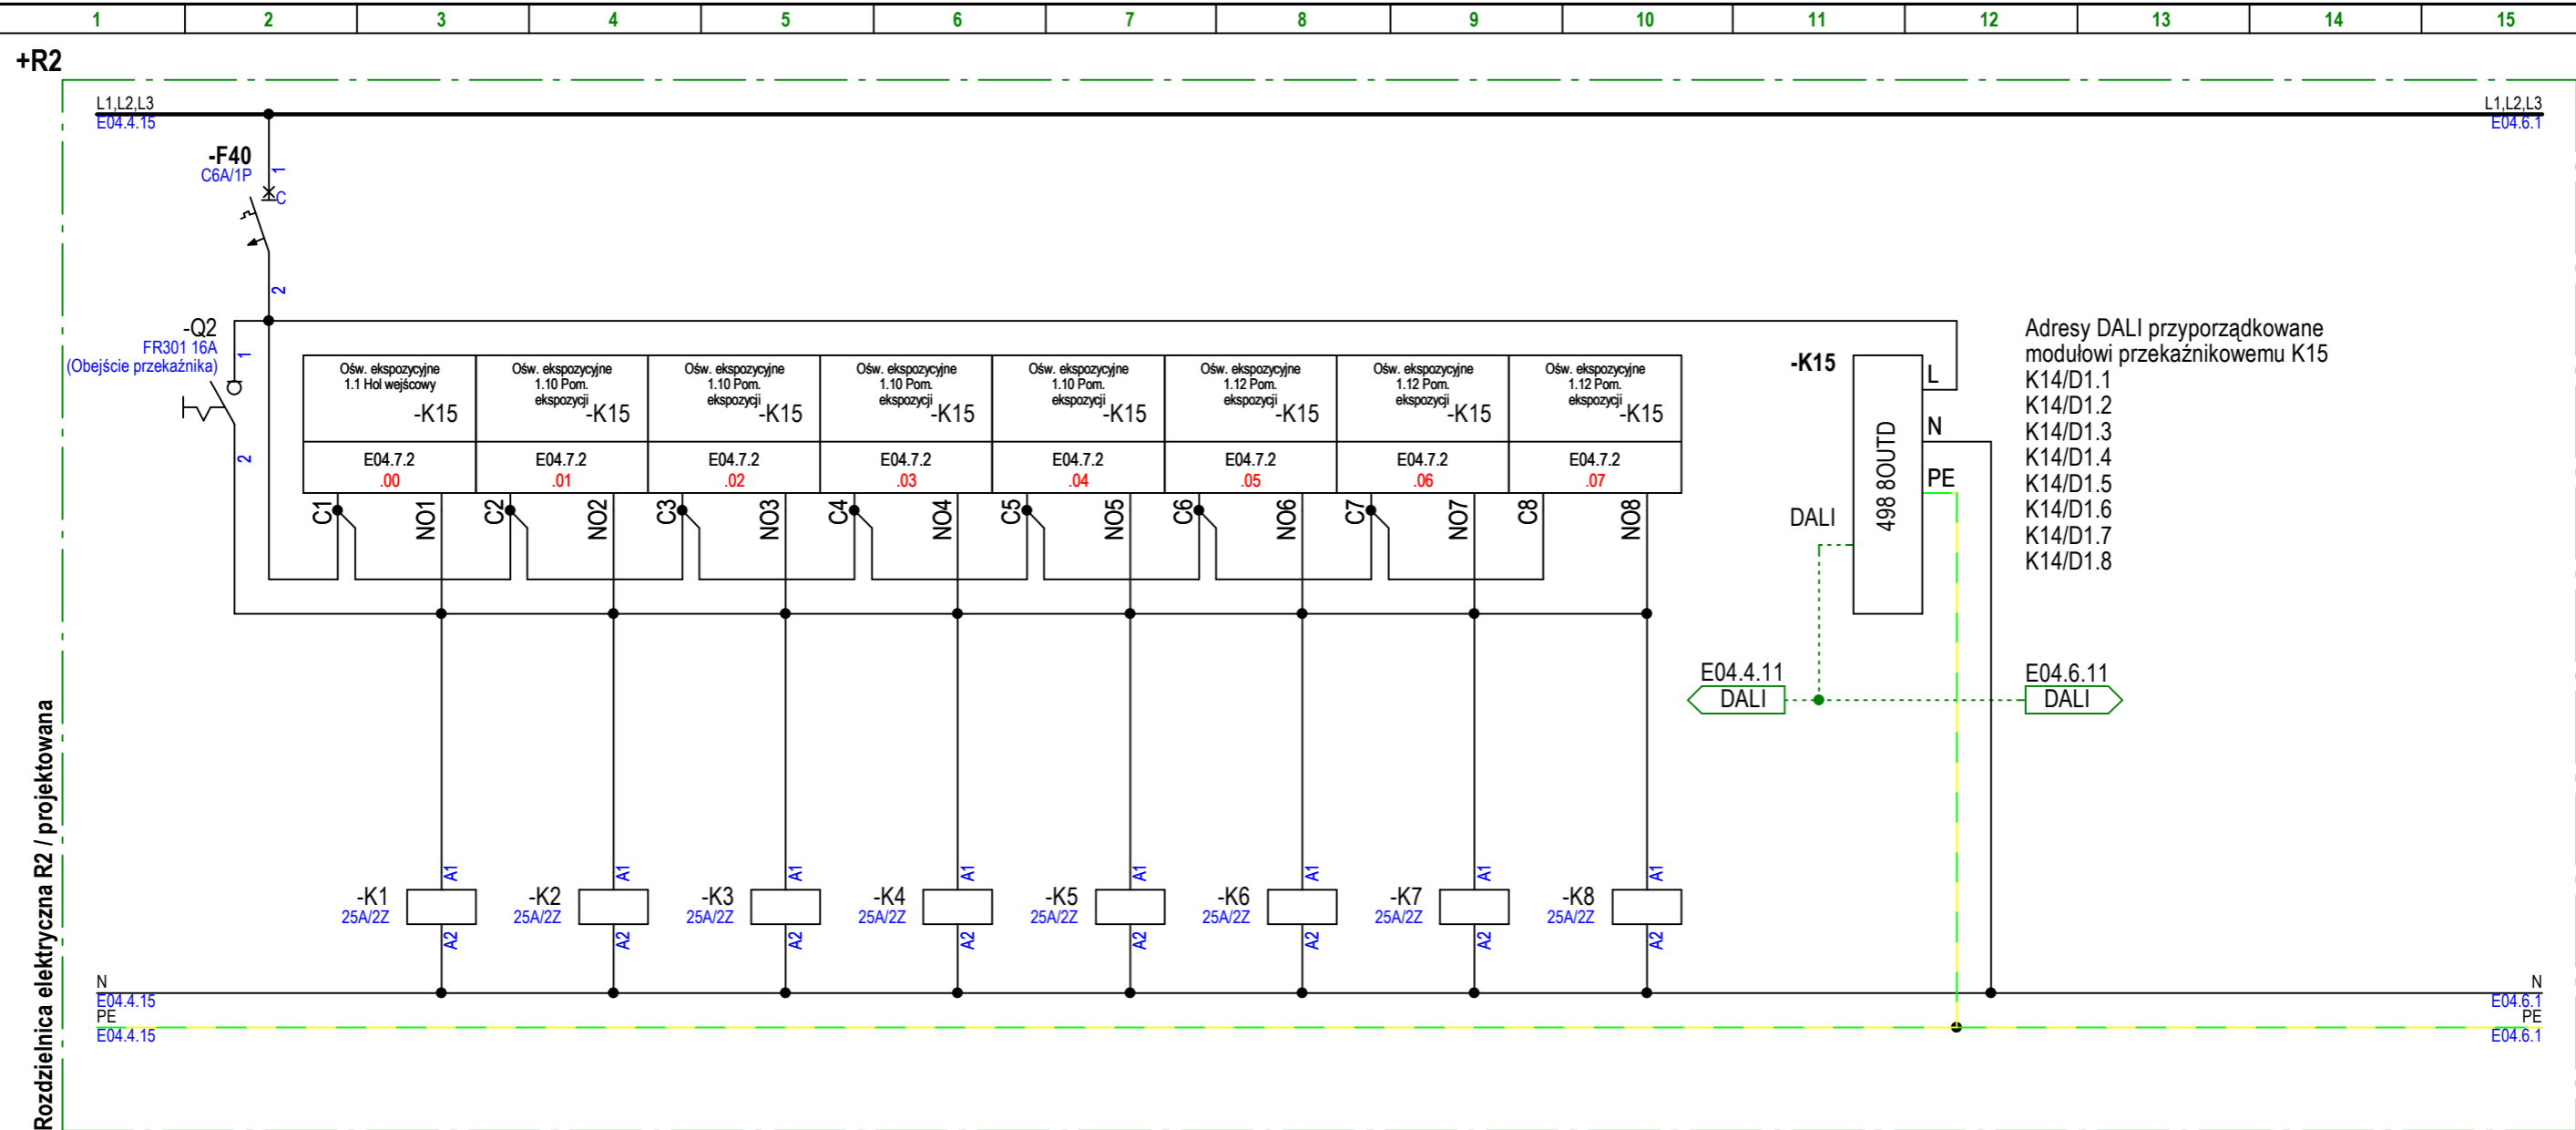 1 2 3 4 5 6 7 8 9 10 11 12 13 14 15
+R2
L1,L2,L3
E04.4.15
L1,L2,L3
E04.6.1
-F40
C6A/1P
1
C
2
-Q2
FR301 16A
(Obejście przekaźnika)
1
2
Ośw. ekspozycyjne
1.1 Hol wejścowy
-K15
E04.7.2
.00
Ośw. ekspozycyjne
1.10 Pom.
ekspozycji
-K15
E04.7.2
.01
Ośw. ekspozycyjne
1.10 Pom.
ekspozycji
-K15
E04.7.2
.02
Ośw. ekspozycyjne
1.10 Pom.
ekspozycji
-K15
E04.7.2
.03
Ośw. ekspozycyjne
1.10 Pom.
ekspozycji
-K15
E04.7.2
.04
Ośw. ekspozycyjne
1.12 Pom.
ekspozycji
-K15
E04.7.2
.05
Ośw. ekspozycyjne
1.12 Pom.
ekspozycji
-K15
E04.7.2
.06
Ośw. ekspozycyjne
1.12 Pom.
ekspozycji
-K15
E04.7.2
.07
C1 NO1 C2 NO2 C3 NO3 C4 NO4 C5 NO5 C6 NO6 C7 NO7 C8 NO8
-K15
498 8OUTD
L
N
PE
DALI
Adresy DALI przyporządkowane
modułowi przekaźnikowemu K15
K14/D1.1
K14/D1.2
K14/D1.3
K14/D1.4
K14/D1.5
K14/D1.6
K14/D1.7
K14/D1.8
E04.4.11
DALI
E04.6.11
DALI
A1
-K1
25A/2Z
A2
A1
-K2
25A/2Z
A2
A1
-K3
25A/2Z
A2
A1
-K4
25A/2Z
A2
A1
-K5
25A/2Z
A2
A1
-K6
25A/2Z
A2
A1
-K7
25A/2Z
A2
A1
-K8
25A/2Z
A2
N
E04.4.15
PE
E04.4.15
N
E04.6.1
PE
E04.6.1
Rozdzielnica elektryczna R2 / projektowana